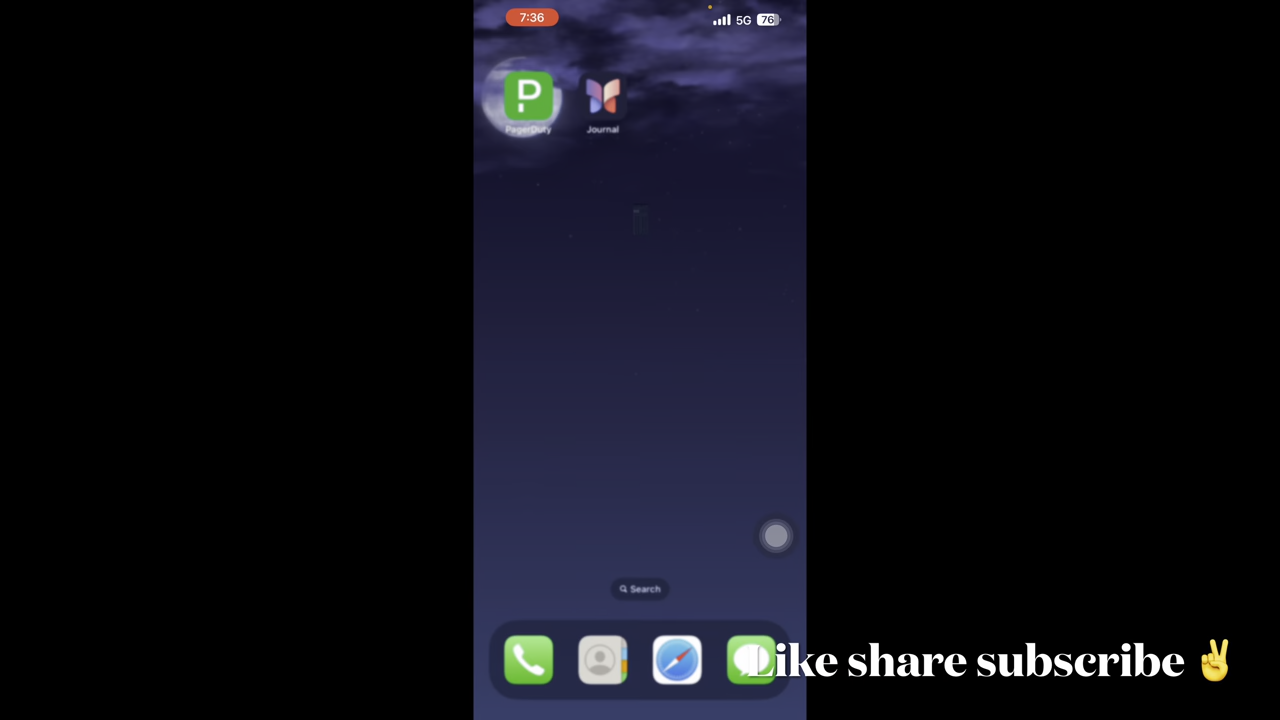 7:36
5G
76
PagerDuty
Journal
Search
Like share subscribe ✌️